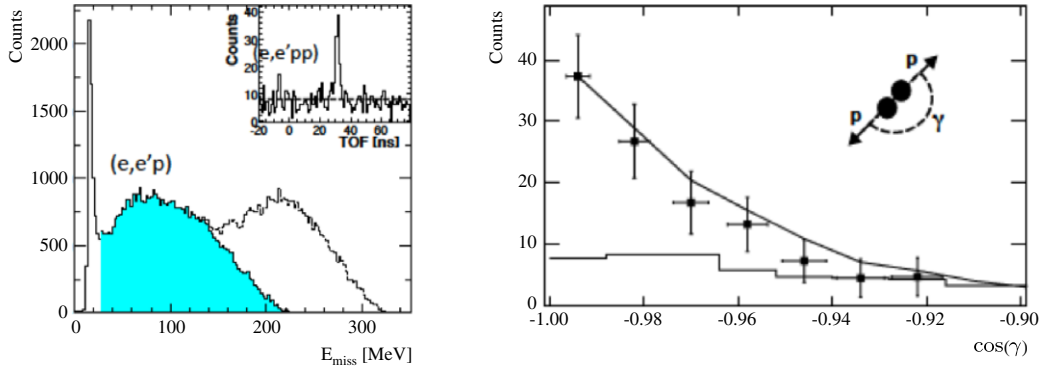 Counts
2000
1500
1000
500
0
0
100
200
300
E_miss [MeV]
(e,e'p)
Counts
40
30
20
10
0
-20
0
20
40
60
TOF [ns]
(e,e'pp)
Counts
40
30
20
10
0
-1.00
-0.98
-0.96
-0.94
-0.92
-0.90
cos(γ)
p
p
γ